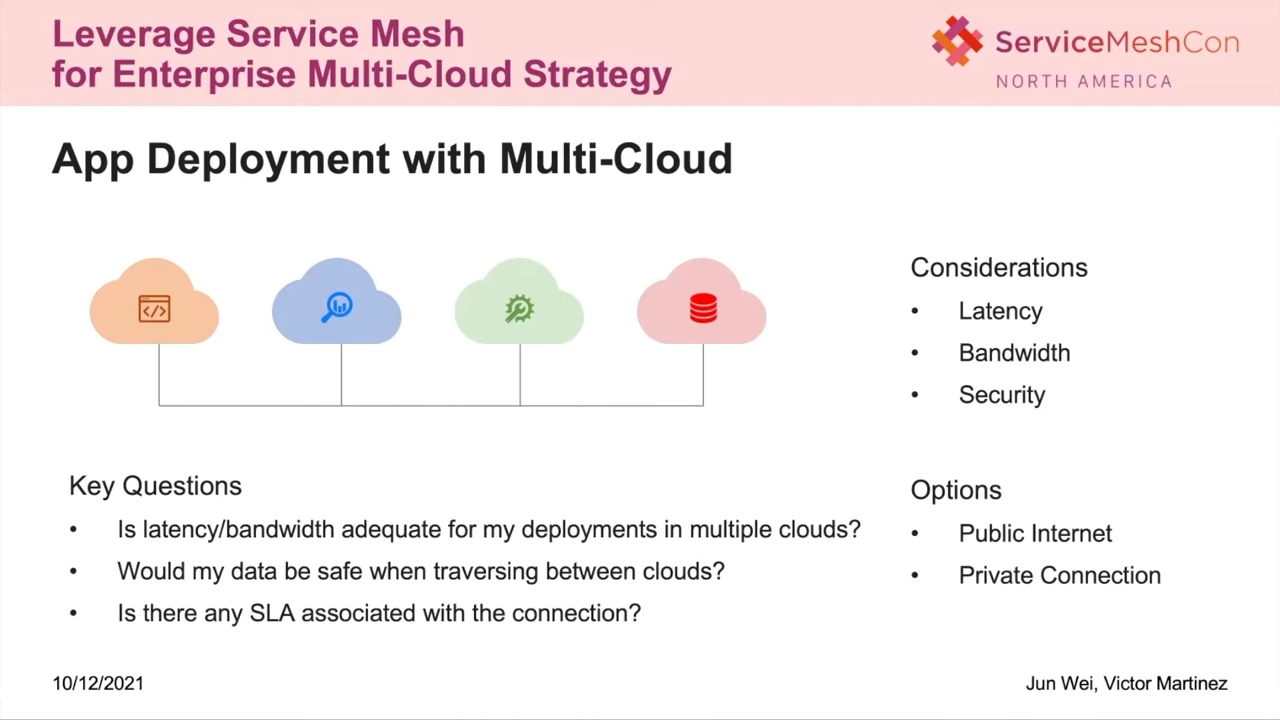 Leverage Service Mesh
for Enterprise Multi-Cloud Strategy
ServiceMeshCon
NORTH AMERICA
App Deployment with Multi-Cloud
</>
Considerations
• Latency
• Bandwidth
• Security
Key Questions
• Is latency/bandwidth adequate for my deployments in multiple clouds?
• Would my data be safe when traversing between clouds?
• Is there any SLA associated with the connection?
Options
• Public Internet
• Private Connection
10/12/2021
Jun Wei, Victor Martinez